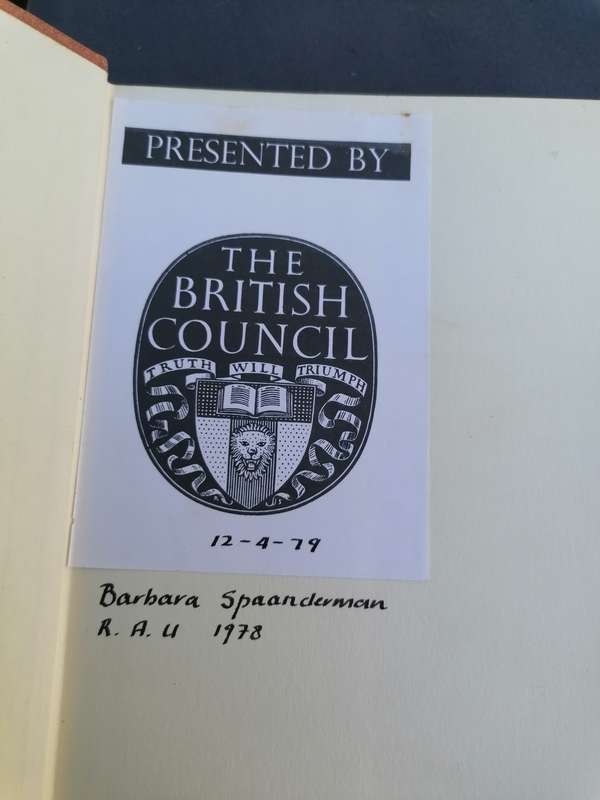 PRESENTED BY
THE
BRITISH
COUNCIL
TRUTH WILL TRIUMPH
12-4-79
Barbara Spaanderman
R. A. U 1978